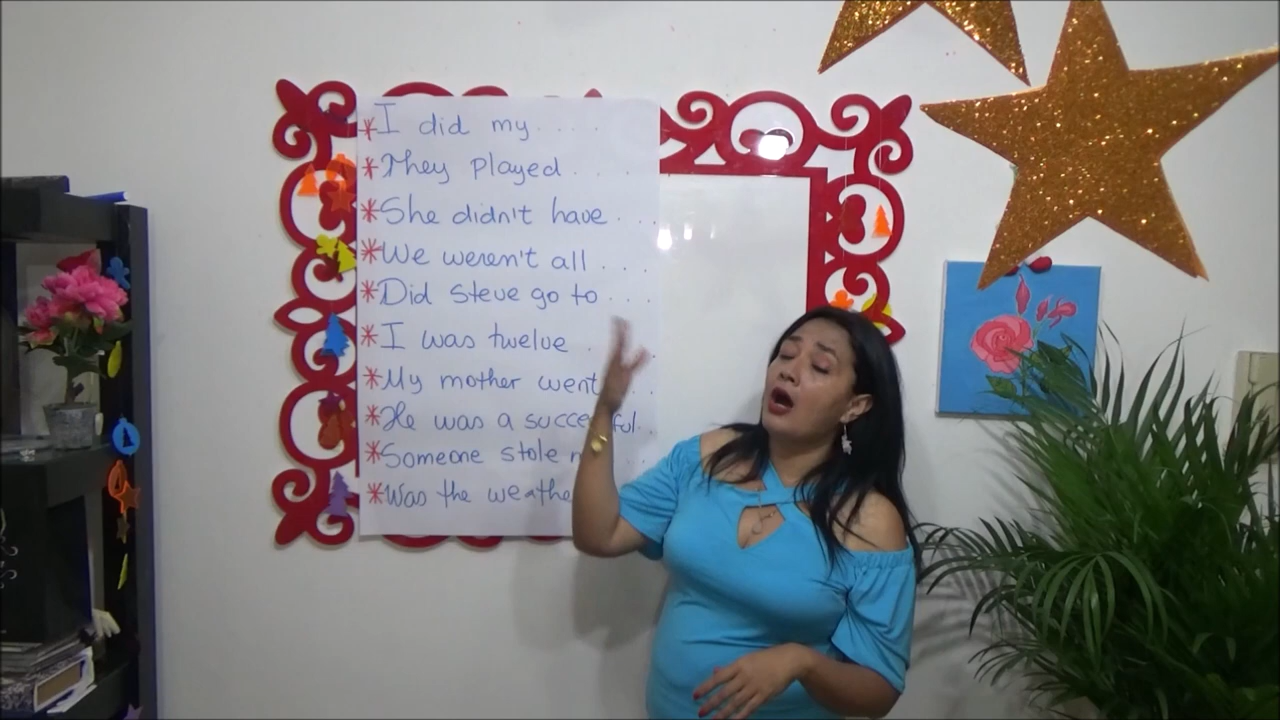 *I did my . . . .
*They played . . . .
*She didn't have . . . .
*We weren't all . . . .
*Did Steve go to . . . .
*I was twelve . . . .
*My mother went . . .
*He was a successful. .
*Someone stole
*Was the weathe